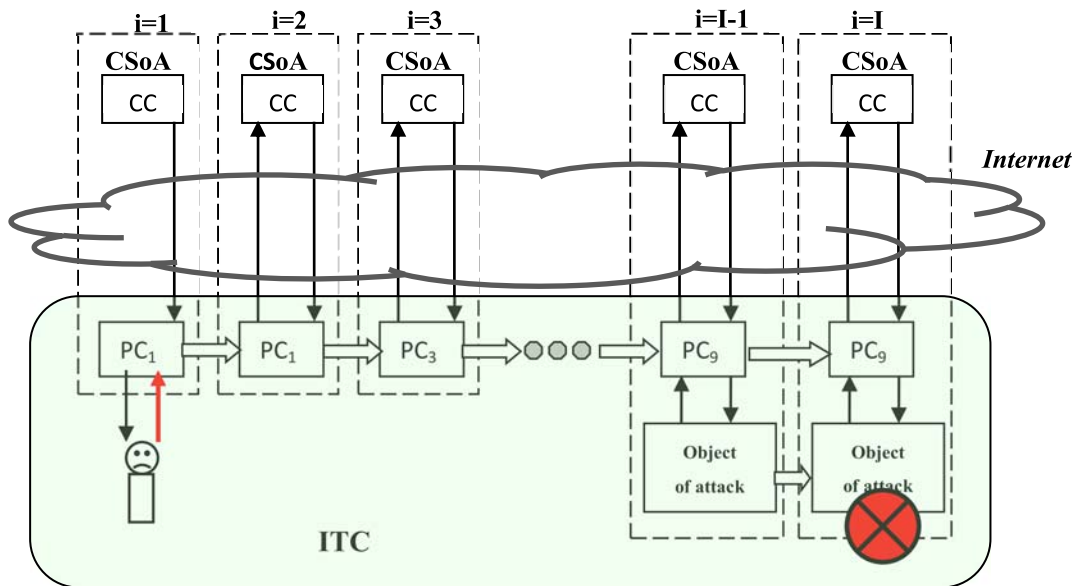 i=1 i=2 i=3 i=I-1 i=I
CSoA CSoA CSoA CSoA CSoA
CC CC CC CC CC
Internet
PC₁ PC₁ PC₃ PC₉ PC₉
Object Object
of attack of attack
ITC